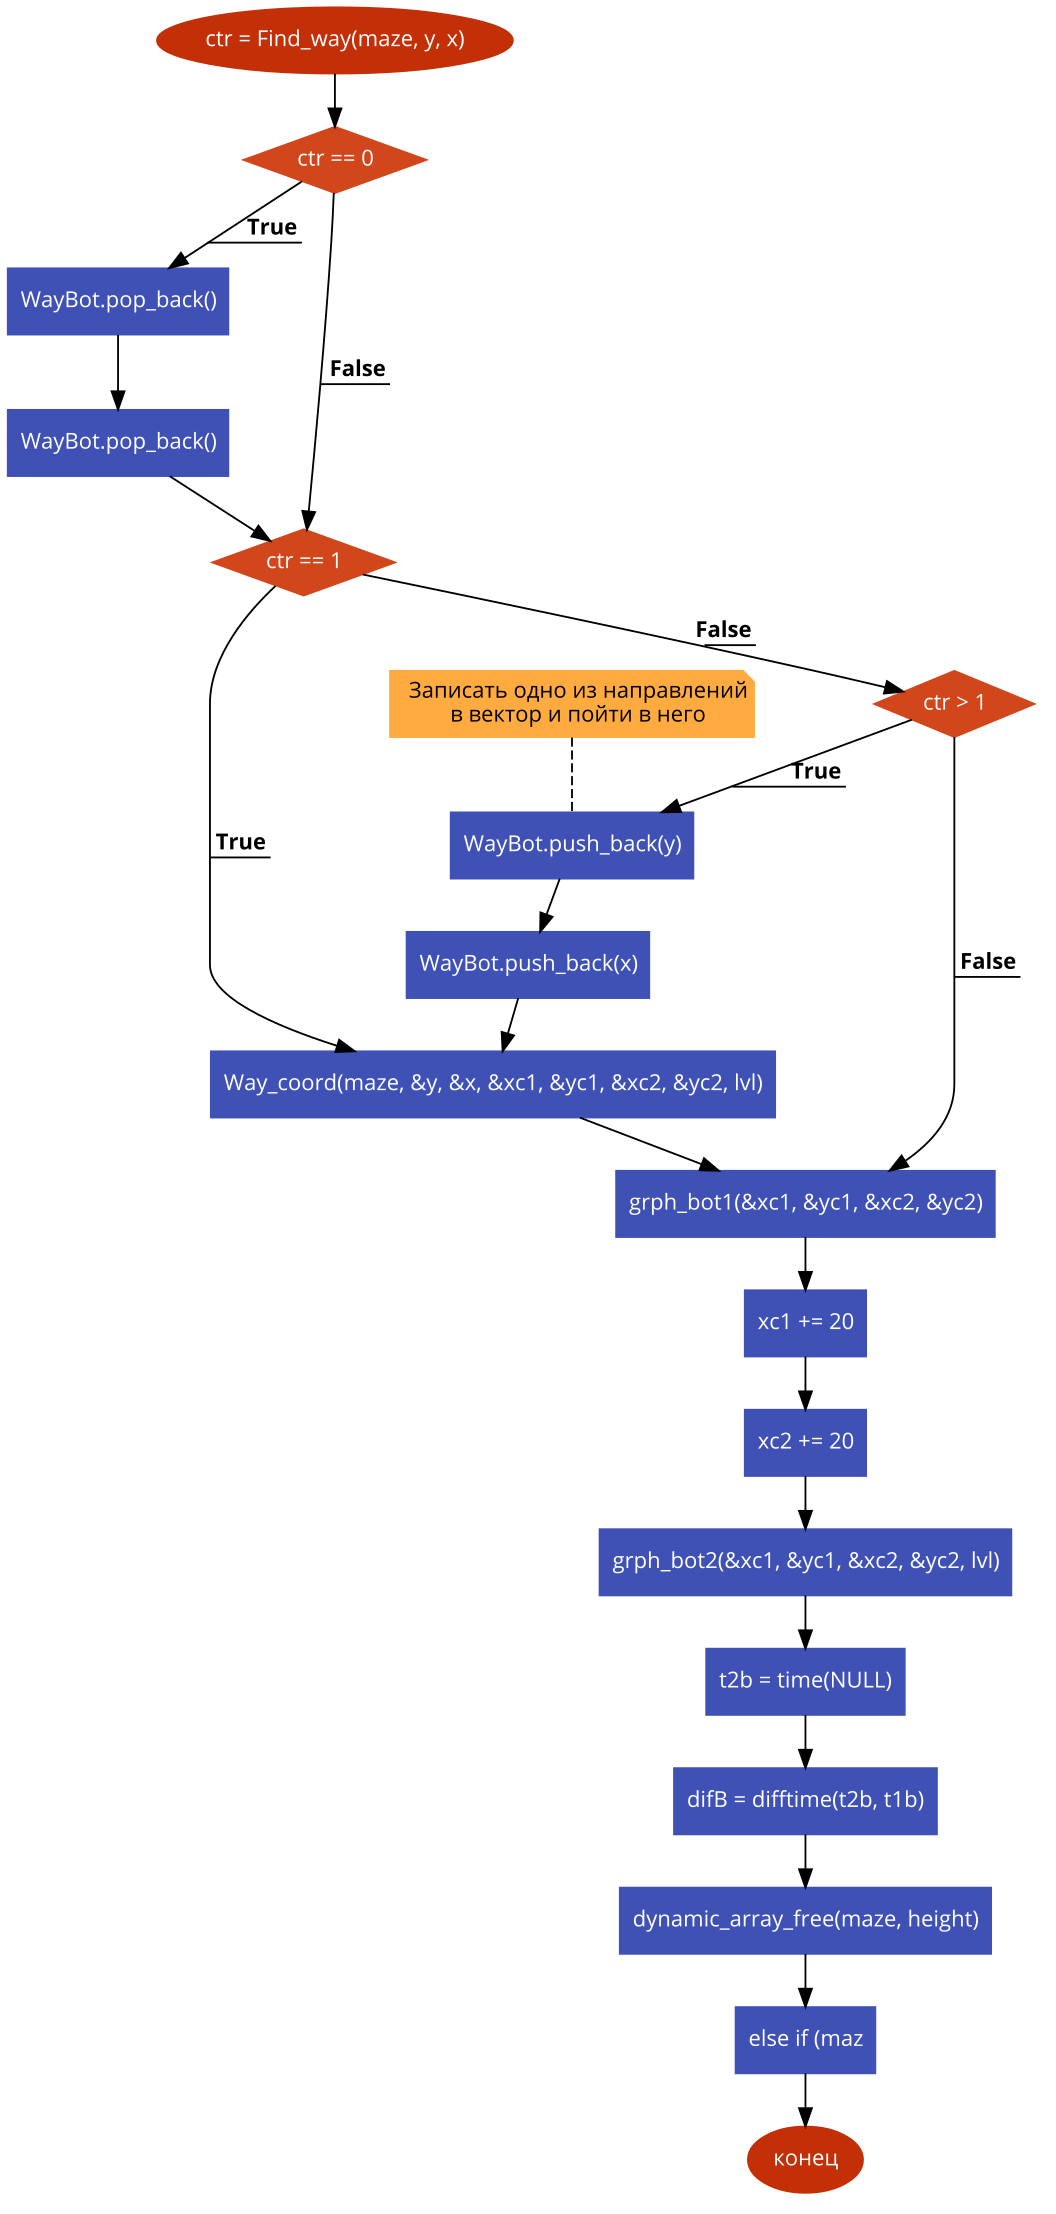 ctr = Find_way(maze, y, x)
ctr == 0
True
WayBot.pop_back()
False
WayBot.pop_back()
ctr == 1
False
Записать одно из направлений
в вектор и пойти в него
ctr > 1
True
True
WayBot.push_back(y)
WayBot.push_back(x)
False
Way_coord(maze, &y, &x, &xc1, &yc1, &xc2, &yc2, lvl)
grph_bot1(&xc1, &yc1, &xc2, &yc2)
xc1 += 20
xc2 += 20
grph_bot2(&xc1, &yc1, &xc2, &yc2, lvl)
t2b = time(NULL)
difB = difftime(t2b, t1b)
dynamic_array_free(maze, height)
else if (maz
конец